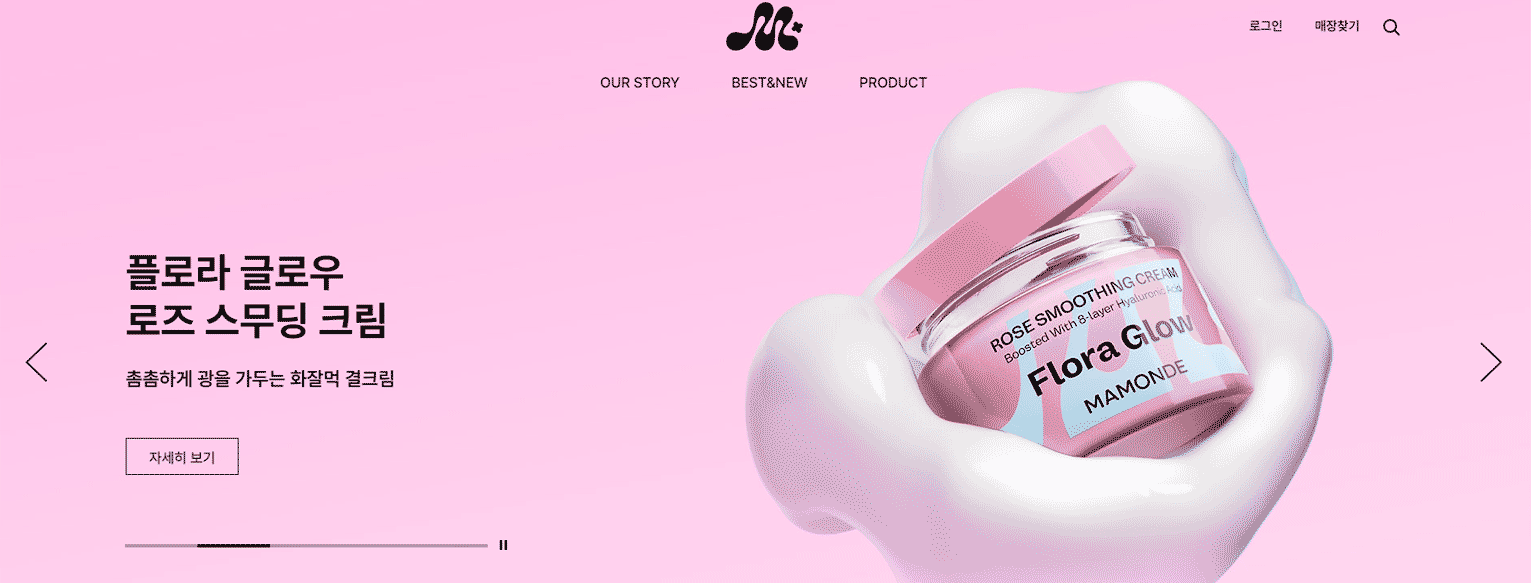 로그인 매장찾기
OUR STORY BEST&NEW PRODUCT
플로라 글로우
로즈 스무딩 크림
촘촘하게 광을 가두는 화잘먹 결크림
자세히 보기
ROSE SMOOTHING CREAM
Boosted With 8-layer Hyaluronic Acid
Flora Glow
MAMONDE